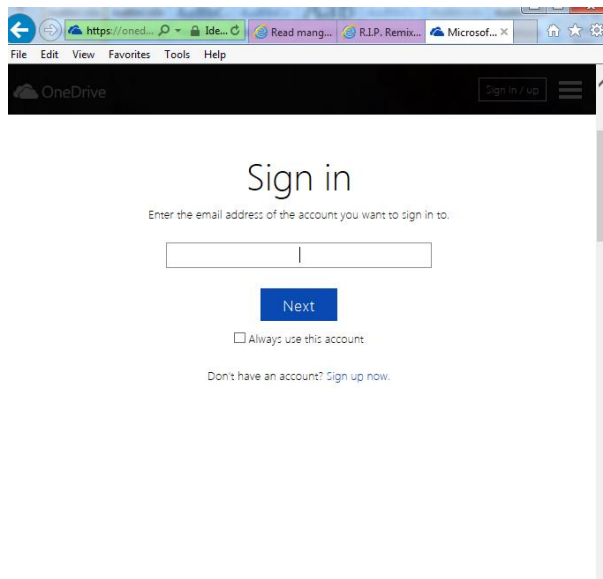 https://oned... Ide... Read mang... R.I.P. Remix... Microsof...
File Edit View Favorites Tools Help
OneDrive Sign in / up
Sign in
Enter the email address of the account you want to sign in to.
Next
Always use this account
Don't have an account? Sign up now.